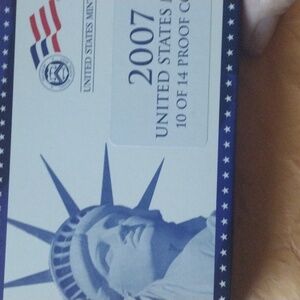 UNITED STATES MINT
2007
UNITED STATES
10 OF 14 PROOF